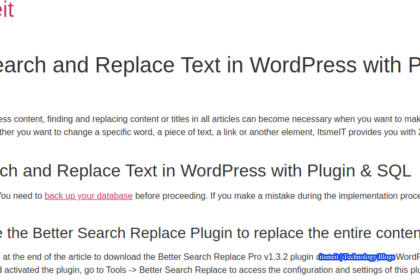 eit
earch and Replace Text in WordPress with P
ess content, finding and replacing content or titles in all articles can become necessary when you want to mak
ther you want to change a specific word, a piece of text, a link or another element, ItsmeIT provides you with 2
ch and Replace Text in WordPress with Plugin & SQL
You need to back up your database before proceeding. If you make a mistake during the implementation proce
e the Better Search Replace Plugin to replace the entire conten
at the end of the article to download the Better Search Replace Pro v1.3.2 plugin Itsmeit | Technology Blogs WordP
d activated the plugin, go to Tools -> Better Search Replace to access the configuration and settings of this